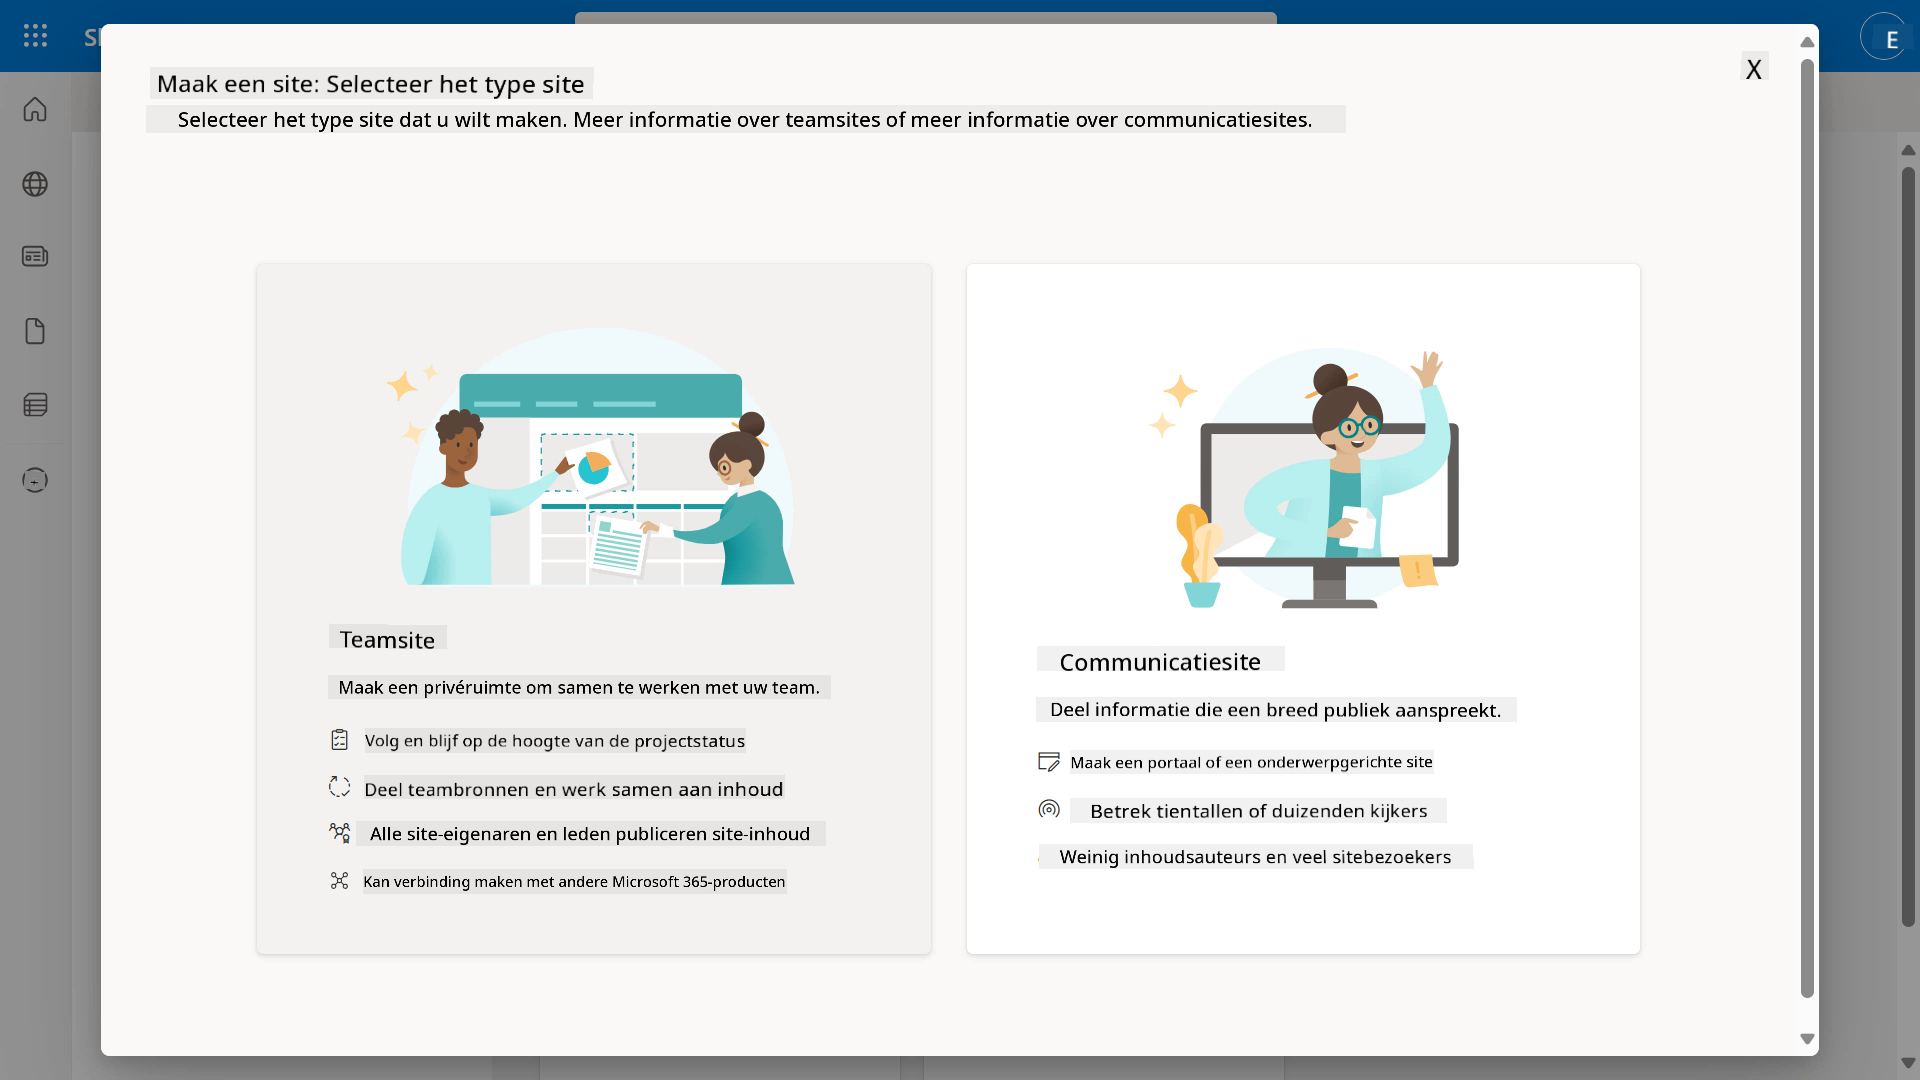 E
X
Maak een site: Selecteer het type site
Selecteer het type site dat u wilt maken. Meer informatie over teamsites of meer informatie over communicatiesites.
Teamsite
Maak een privéruimte om samen te werken met uw team.
Volg en blijf op de hoogte van de projectstatus
Deel teambronnen en werk samen aan inhoud
Alle site-eigenaren en leden publiceren site-inhoud
Kan verbinding maken met andere Microsoft 365-producten
Communicatiesite
Deel informatie die een breed publiek aanspreekt.
Maak een portaal of een onderwerpgerichte site
Betrek tientallen of duizenden kijkers
Weinig inhoudsauteurs en veel sitebezoekers